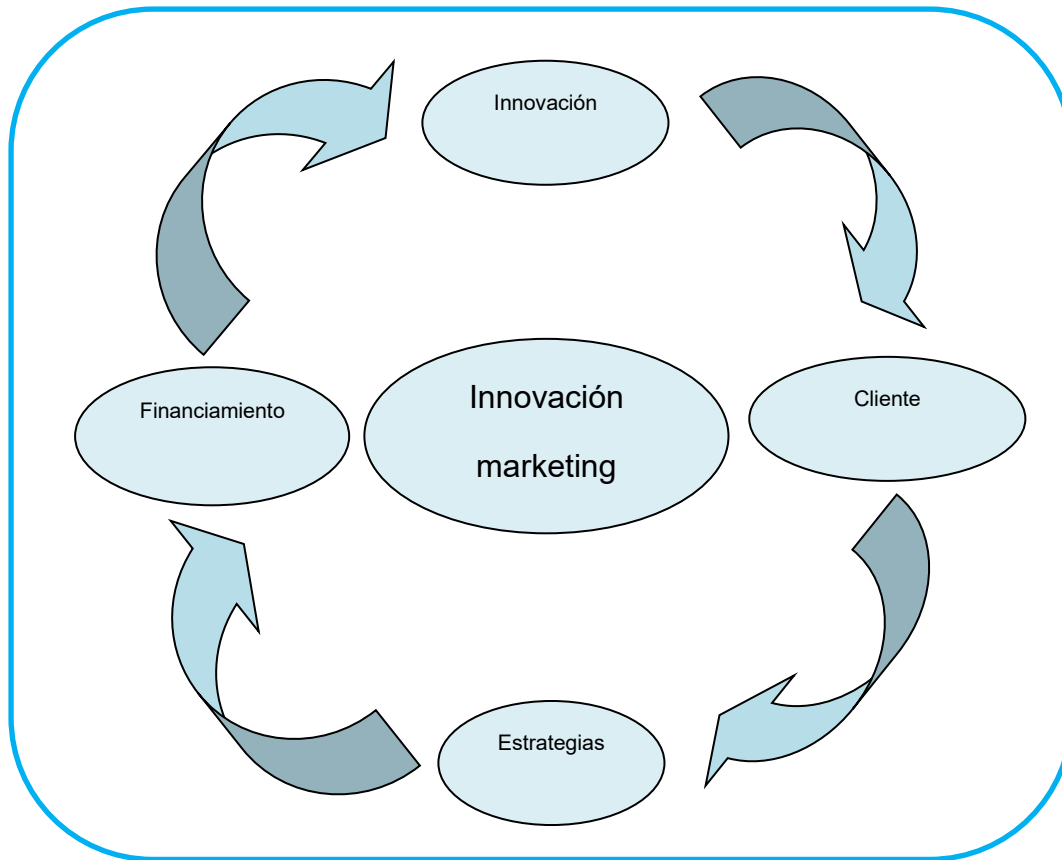 Innovación
Financiamiento
Innovación
marketing
Cliente
Estrategias